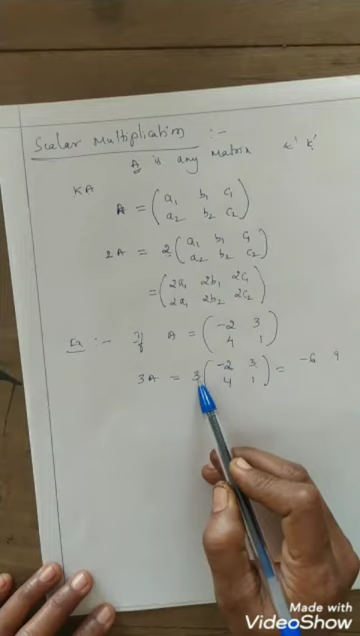 Scalar Multiplication :-
A is any matrix 'k'
KA
A = ( a₁ b₁ c₁
a₂ b₂ c₂ )
2A = 2 ( a₁ b₁ c₁
a₂ b₂ c₂ )
= ( 2a₁ 2b₁ 2c₁
2a₁ 2b₂ 2c₂ )
Ex :- If A = ( -2 3
4 1 )
3A = 3 ( -2 3
4 1 ) = -6 9
Made with
VideoShow